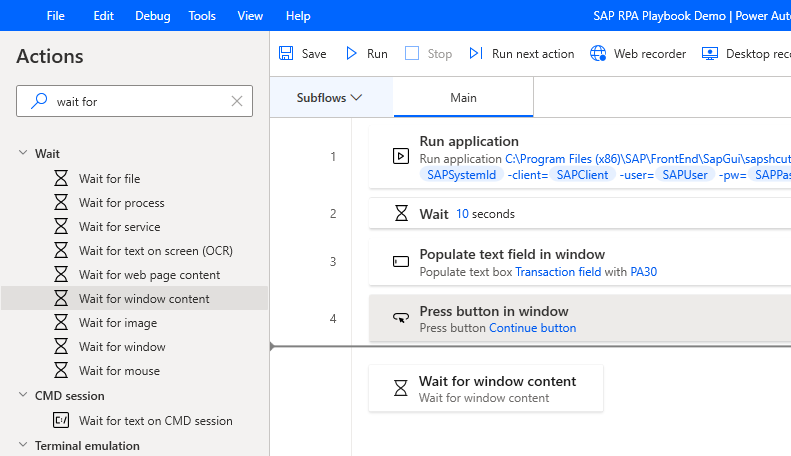 File Edit Debug Tools View Help SAP RPA Playbook Demo | Power Auto
Actions
Save Run Stop Run next action Web recorder Desktop reco
wait for
Subflows Main
Wait
Wait for file
Wait for process
Wait for service
Wait for text on screen (OCR)
Wait for web page content
Wait for window content
Wait for image
Wait for window
Wait for mouse
CMD session
Wait for text on CMD session
Terminal emulation
1 Run application
Run application C:\Program Files (x86)\SAP\FrontEnd\SapGui\sapshcut
SAPSystemId -client= SAPClient -user= SAPUser -pw= SAPPas
2 Wait 10 seconds
3 Populate text field in window
Populate text box Transaction field with PA30
4 Press button in window
Press button Continue button
Wait for window content
Wait for window content